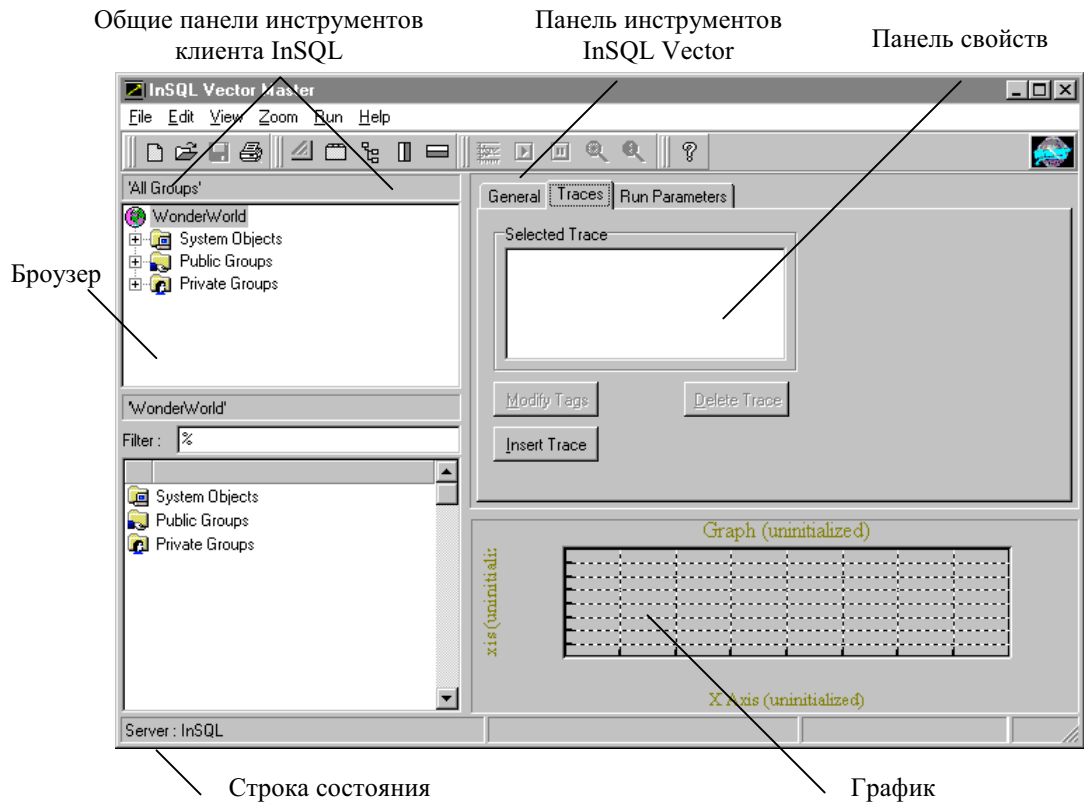 Общие панели инструментов
клиента InSQL
Панель инструментов
InSQL Vector
Панель свойств
InSQL Vector Master
File Edit View Zoom Run Help
'All Groups'
WonderWorld
System Objects
Public Groups
Private Groups
Броузер
General Traces Run Parameters
Selected Trace
Modify Tags Delete Trace
Insert Trace
'WonderWorld'
Filter : %
System Objects
Public Groups
Private Groups
Graph (uninitialized)
xis (uninitializ
X Axis (uninitialized)
Server : InSQL
Строка состояния
График